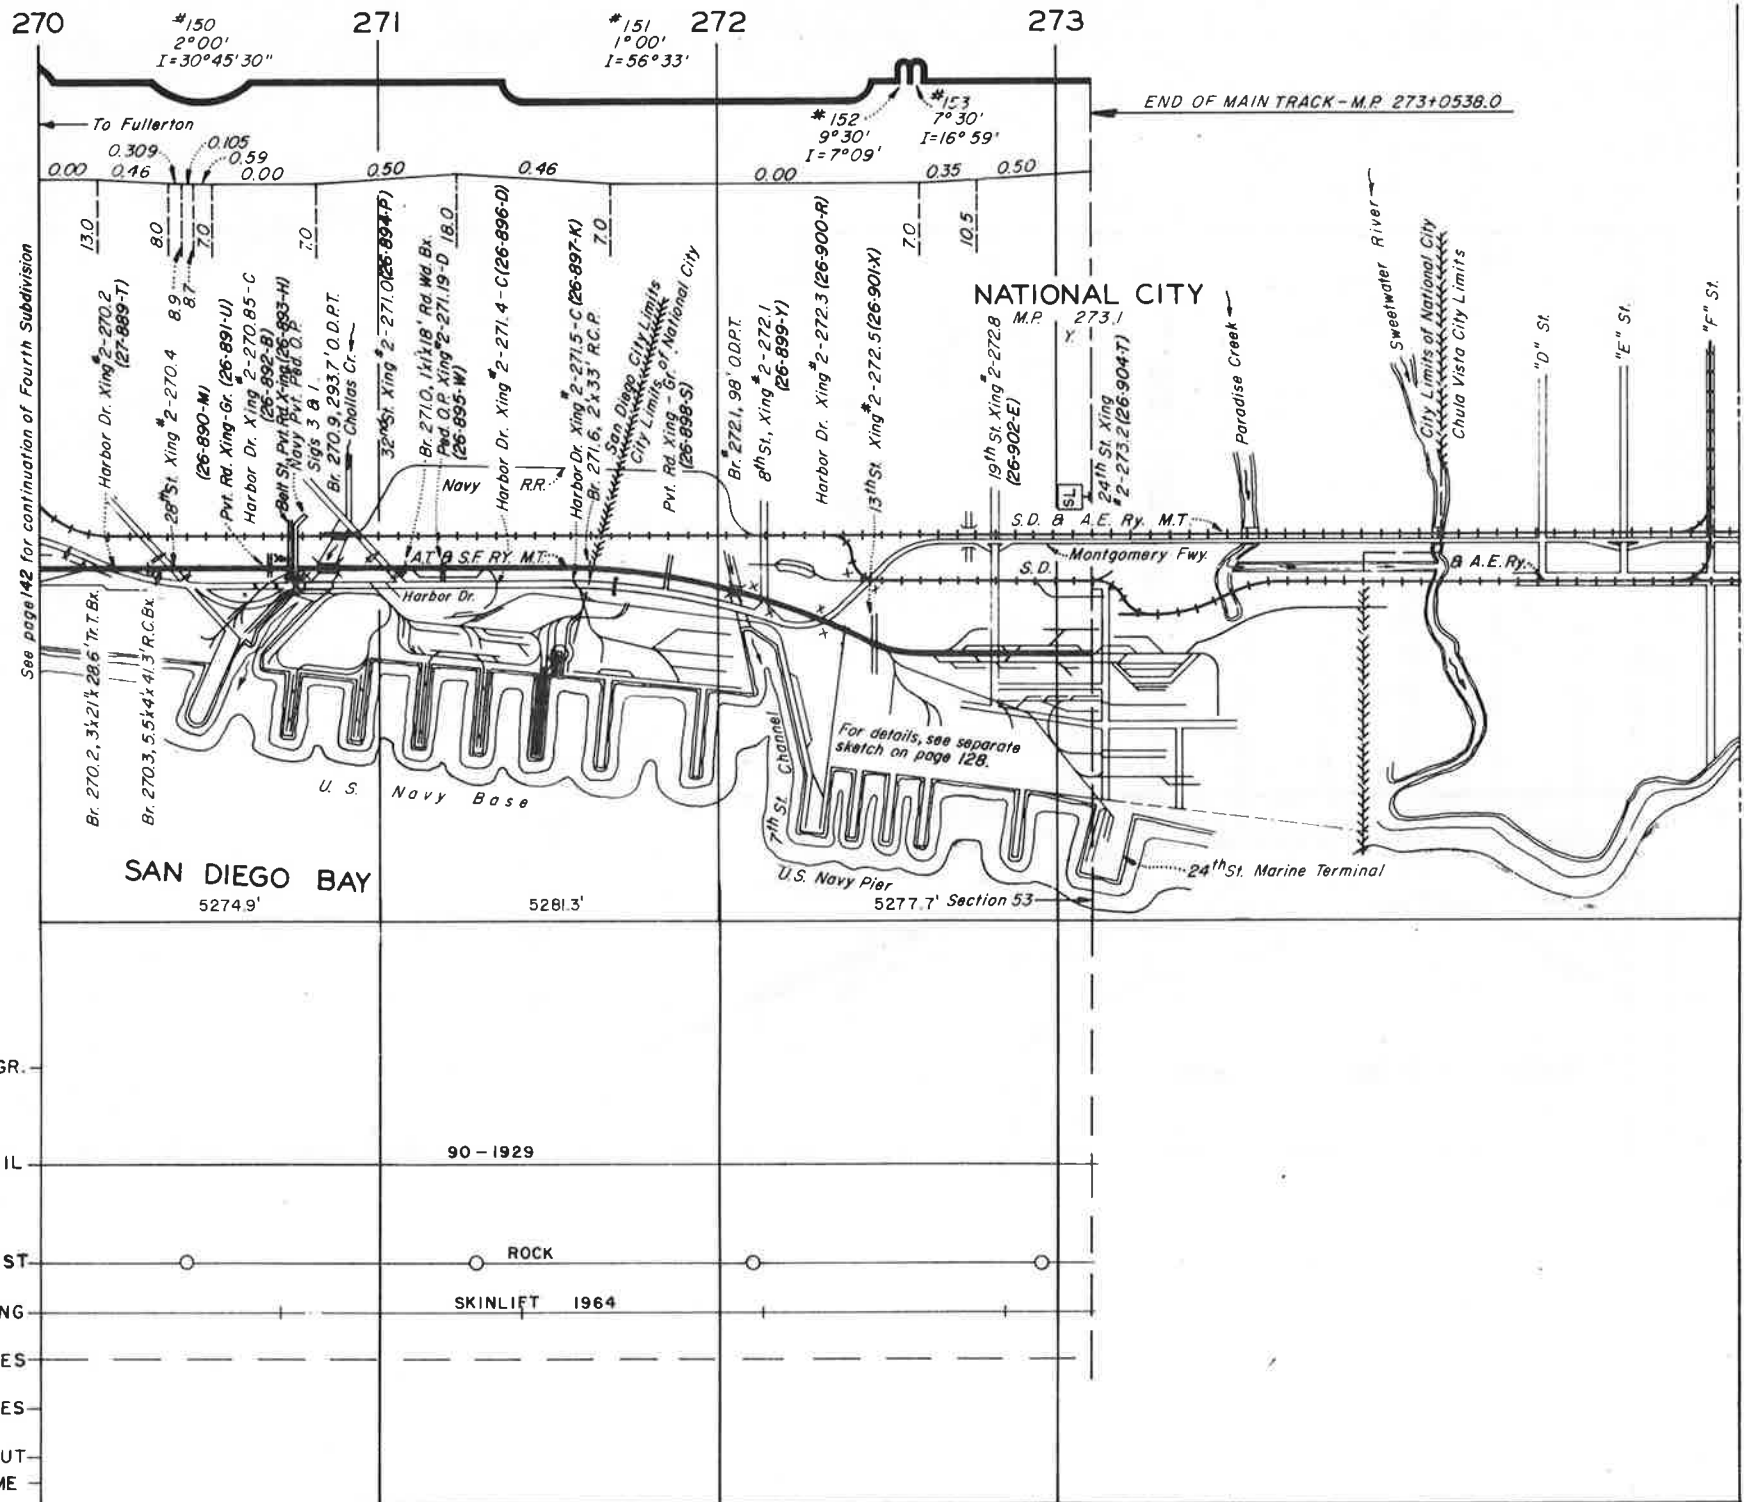 270
271
272
273
#150
2°00'
I=30°45'30"
#151
1°00'
I=56°33'
#152
9°30'
I=7°09'
#153
7°30'
I=16°59'
END OF MAIN TRACK-M.P. 273+0538.0
To Fullerton
0.309
0.105
0.59
0.00
0.46
0.00
0.50
0.46
0.00
0.35
0.50
13.0
8.0
8.9
8.7
7.0
7.0
18.0
7.0
7.0
10.5
See page 142 for continuation of Fourth Subdivision
Harbor Dr. Xing #2-270.2
(27-889-T)
28th St. Xing #2-270.4
(26-890-M)
Pvt. Rd. Xing-Gr. (26-891-U)
Harbor Dr. Xing #2-270.85-C
(26-892-B)
Belt St. Pvt. Rd. X-ing (26-893-H)
Navy Pvt. Ped. O.P.
Sigs 3 & 1
Br. 270.9, 293.7' O.D.P.T.
Chollas Cr.
32nd St. Xing #2-271.0 (26-894-P)
Br. 271.0, 1'x1'x18' Rd. Wd. Bx.
Ped. O.P. Xing #2-271.19-D
(26-895-W)
Harbor Dr. Xing #2-271.4-C (26-896-D)
Harbor Dr. Xing #2-271.5-C (26-897-K)
Br. 271.6, 2'x33' R.C.P.
San Diego City Limits
City Limits of National City
Pvt. Rd. Xing-Gr.
(26-898-S)
Br. 272.1, 98' O.D.P.T.
8th St., Xing #2-272.1
(26-899-Y)
Harbor Dr. Xing #2-272.3 (26-900-R)
13th St. Xing #2-272.5 (26-901-X)
19th St. Xing #2-272.8
(26-902-E)
NATIONAL CITY
M.P. 273.1
Y
24th St. Xing
#2-273.2 (26-904-T)
SL
Paradise Creek
Sweetwater River
City Limits of National City
Chula Vista City Limits
"D" St.
"E" St.
"F" St.
Navy R.R.
A.T. & S.F. RY. M.T.
Harbor Dr.
S.D. & A.E. Ry. M.T.
Montgomery Fwy.
S.D.
& A.E. Ry.
Br. 270.2, 3'x21"x28.6' Tr. T. Bx.
Br. 270.3, 5.5'x4'x41.3' R.C. Bx.
U. S. Navy Base
7th St. Channel
For details, see separate
sketch on page 128.
U.S. Navy Pier
24th St. Marine Terminal
SAN DIEGO BAY
5274.9'
5281.3'
5277.7'
Section 53
GR.
IL
90-1929
ST
ROCK
NG
SKINLIFT 1964
ES
ES
UT
ME